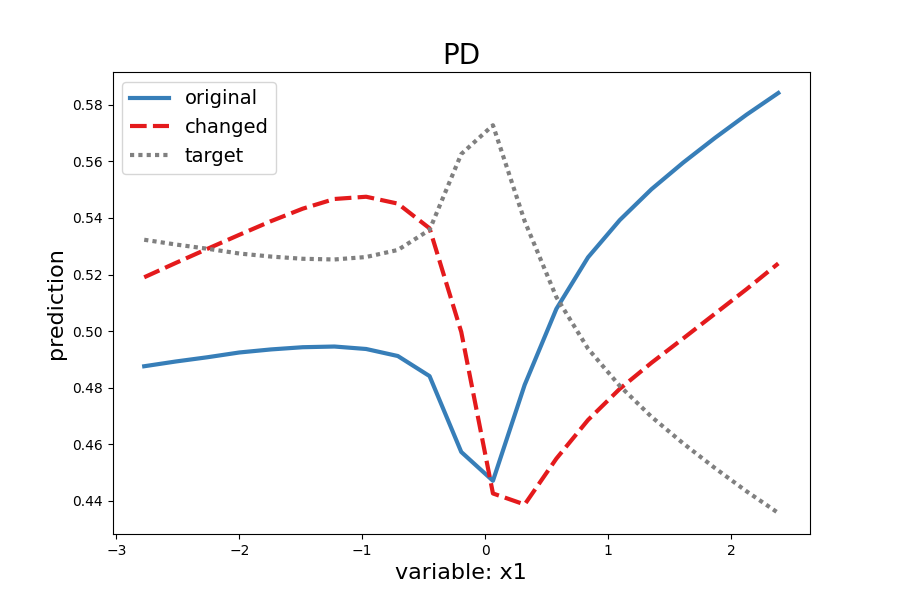 PD
original
changed
target
prediction
0.58
0.56
0.54
0.52
0.50
0.48
0.46
0.44
−3
−2
−1
0
1
2
variable: x1